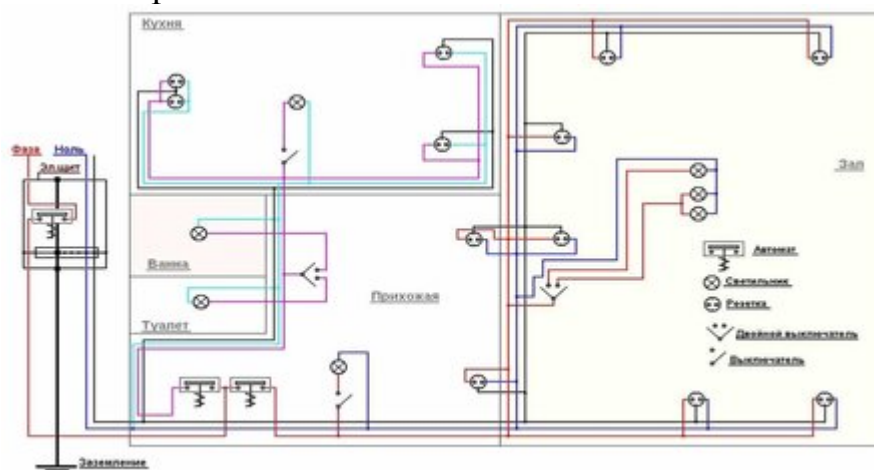 Кухня
Фаза
Ноль
Эл.щит
Зал
Ванна
Автомат
Светильник
Прихожая
Розетка
Туалет
Двойной выключатель
Выключатель
Заземление